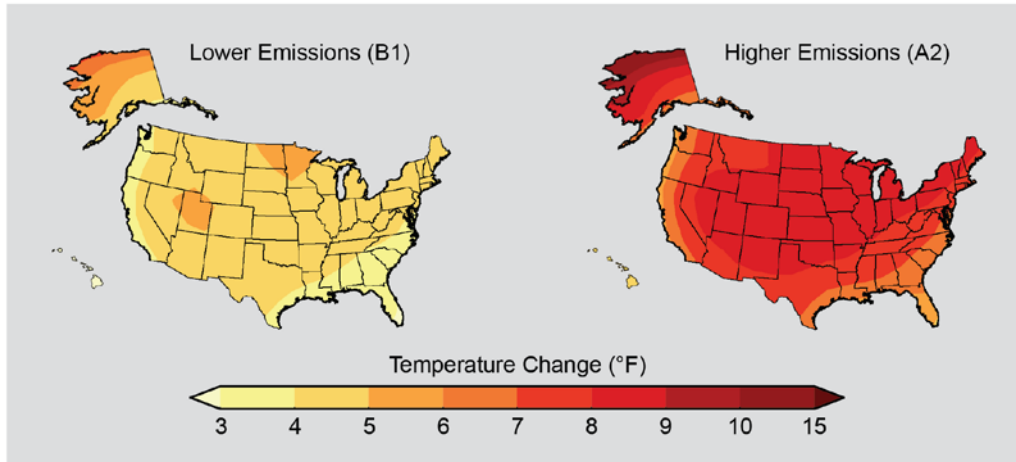 Lower Emissions (B1)
Higher Emissions (A2)
Temperature Change (°F)
3 4 5 6 7 8 9 10 15